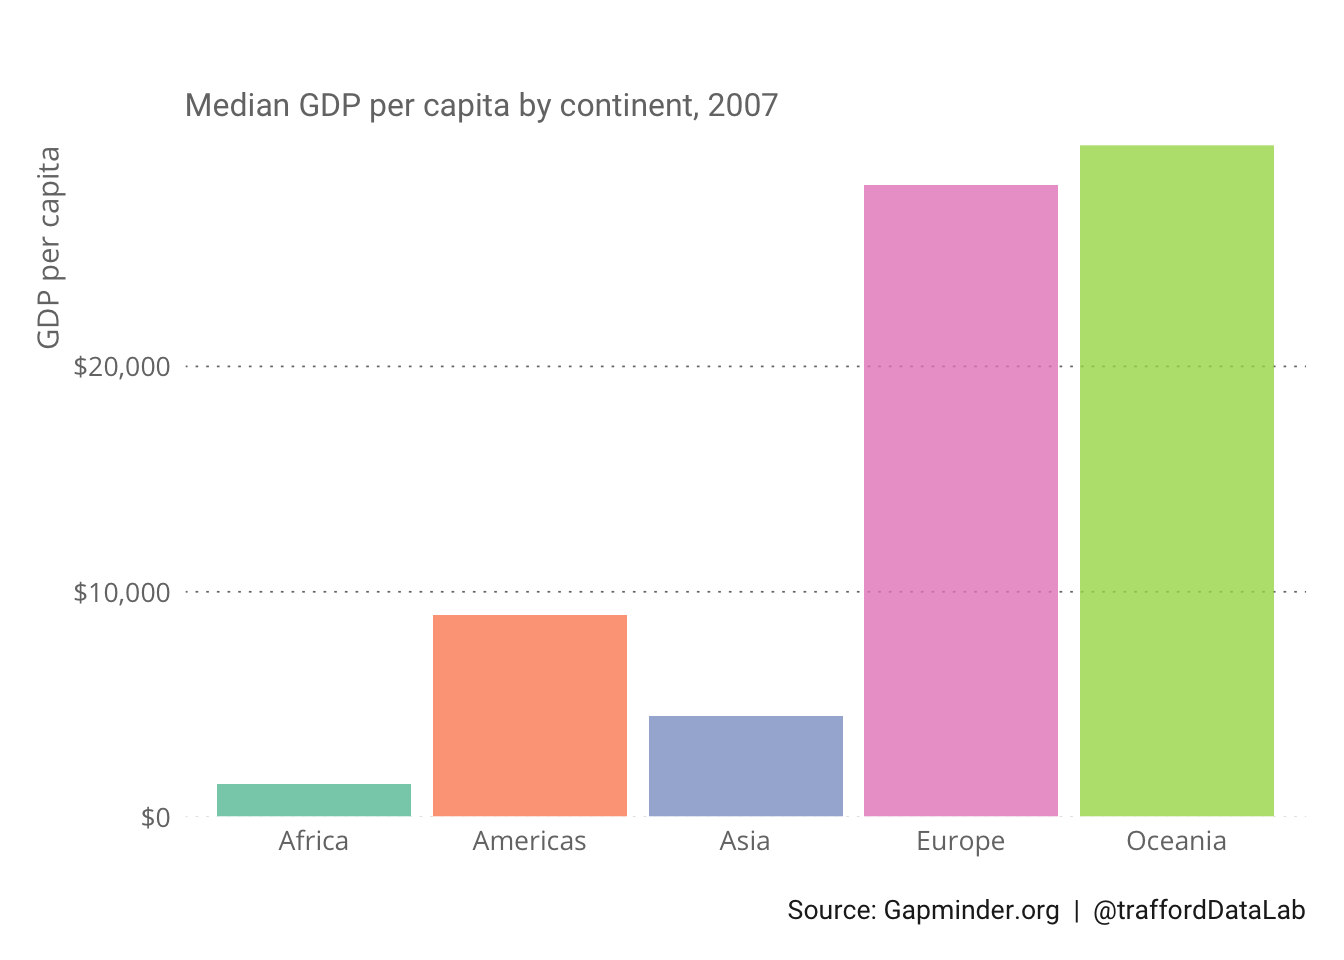 Median GDP per capita by continent, 2007
GDP per capita
$20,000
$10,000
$0
Africa Americas Asia Europe Oceania
Source: Gapminder.org | @traffordDataLab